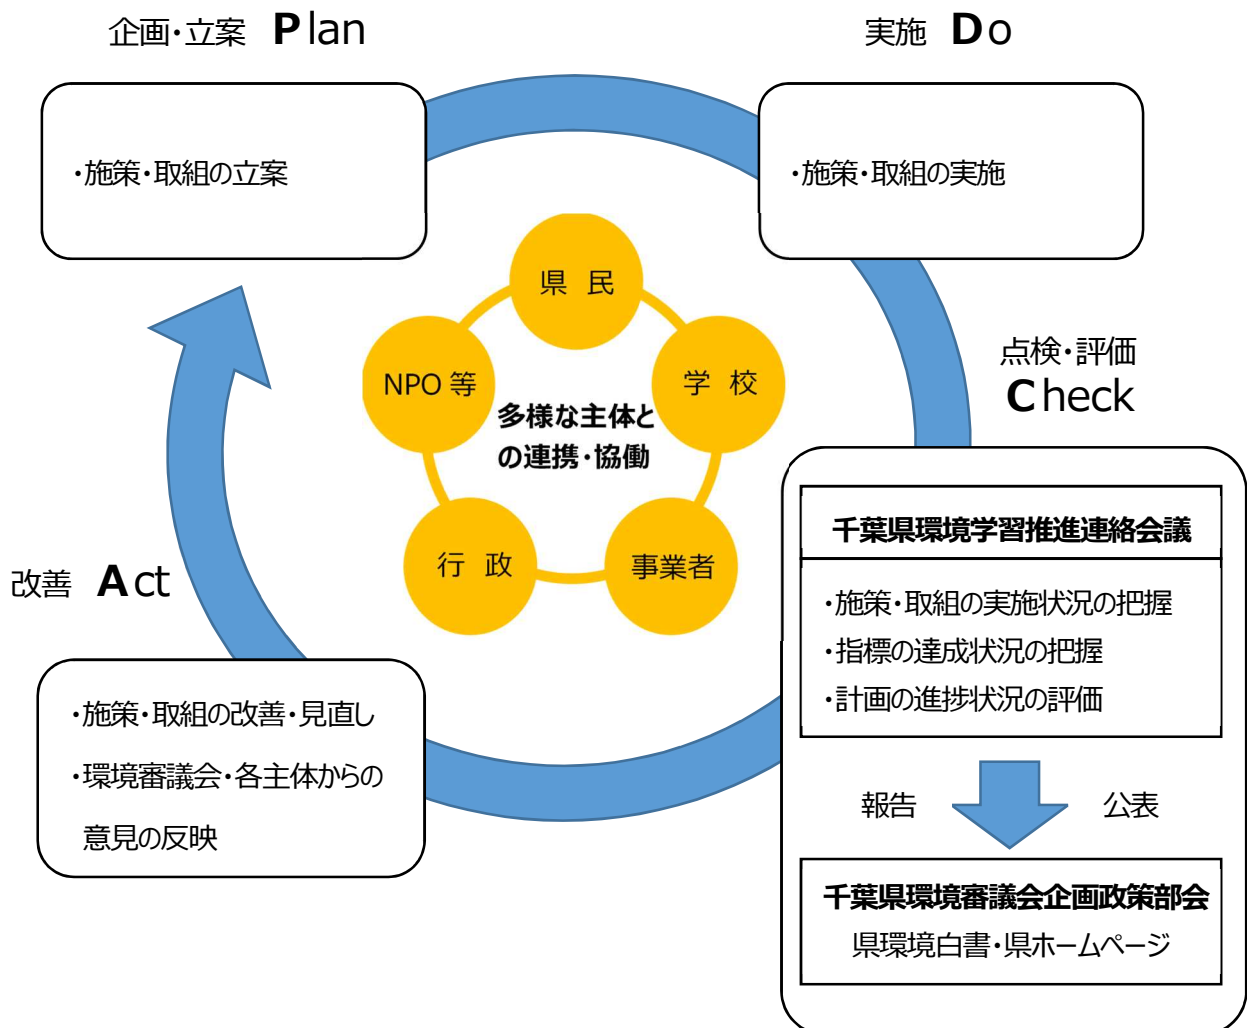 企画・立案 Plan
・施策・取組の立案
実施 Do
・施策・取組の実施
県 民
NPO 等
学 校
多様な主体と
の連携・協働
行 政
事業者
点検・評価
Check
千葉県環境学習推進連絡会議
・施策・取組の実施状況の把握
・指標の達成状況の把握
・計画の進捗状況の評価
報告
公表
千葉県環境審議会企画政策部会
県環境白書・県ホームページ
改善 Act
・施策・取組の改善・見直し
・環境審議会・各主体からの
意見の反映